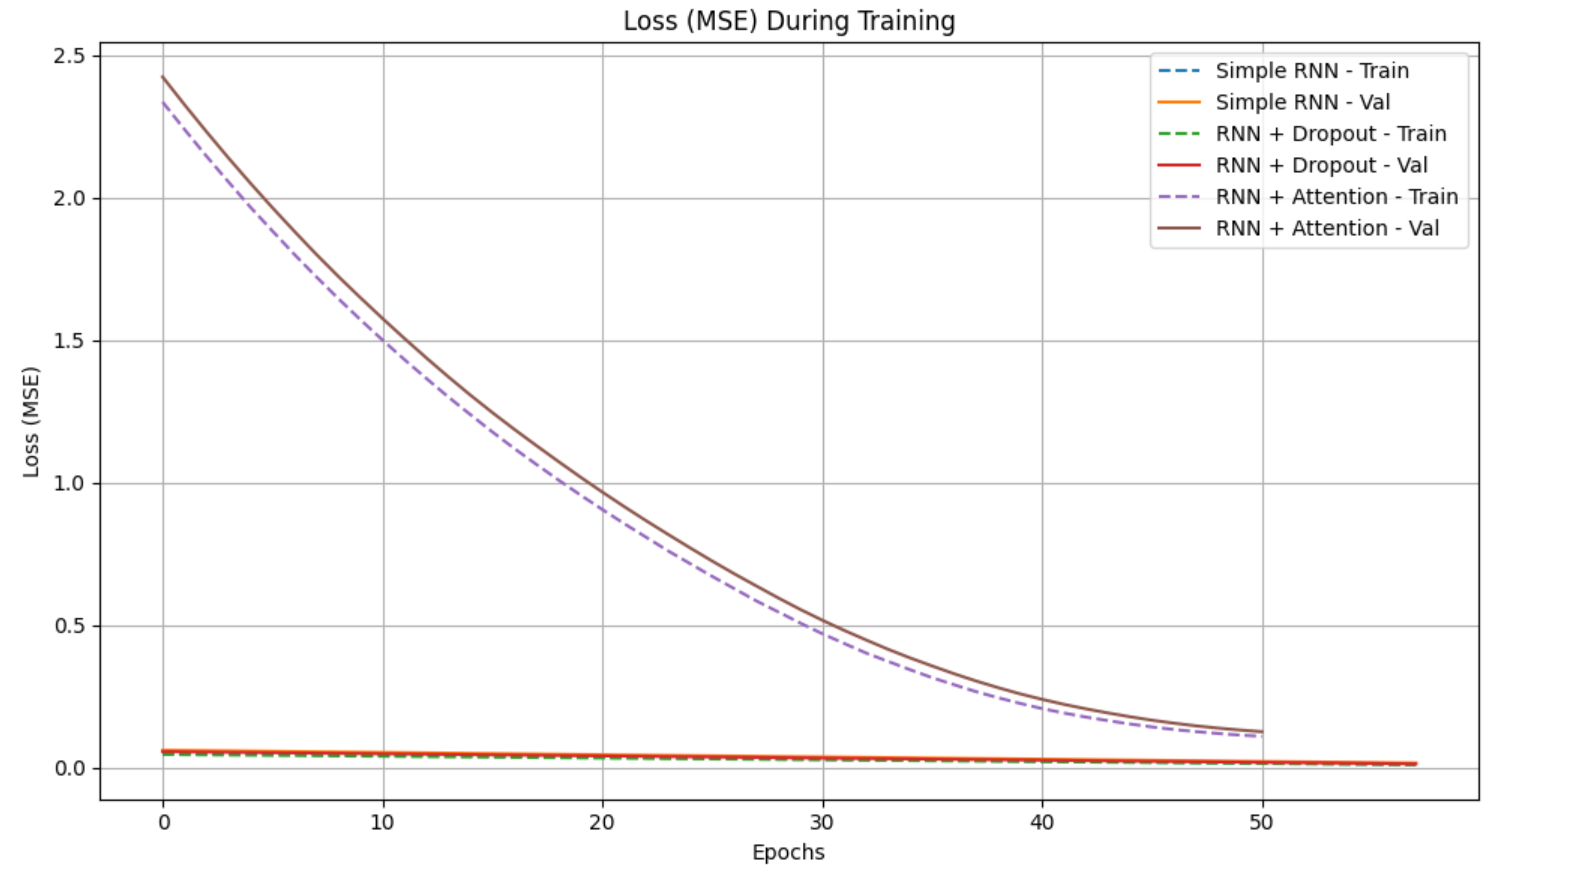 Loss (MSE) During Training
2.5
2.0
1.5
1.0
0.5
0.0
Loss (MSE)
Simple RNN - Train
Simple RNN - Val
RNN + Dropout - Train
RNN + Dropout - Val
RNN + Attention - Train
RNN + Attention - Val
0 10 20 30 40 50
Epochs